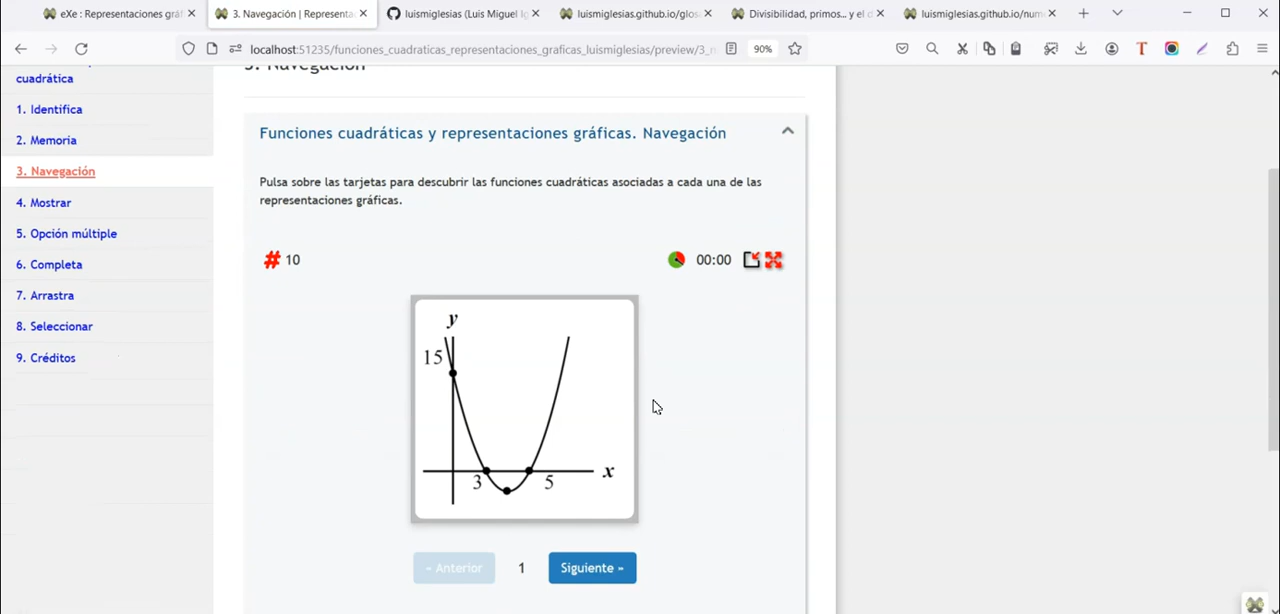 eXe : Representaciones gráf
3. Navegación | Representa
luismiglesias (Luis Miguel Ig
luismiglesias.github.io/glos
Divisibilidad, primos... y el d
luismiglesias.github.io/num
localhost:51235/funciones_cuadraticas_representaciones_graficas_luismiglesias/preview/3_n
90%
cuadrática
1. Identifica
2. Memoria
3. Navegación
4. Mostrar
5. Opción múltiple
6. Completa
7. Arrastra
8. Seleccionar
9. Créditos
3. Navegación
Funciones cuadráticas y representaciones gráficas. Navegación
Pulsa sobre las tarjetas para descubrir las funciones cuadráticas asociadas a cada una de las
representaciones gráficas.
# 10
00:00
y
15
x
3
5
« Anterior
1
Siguiente »